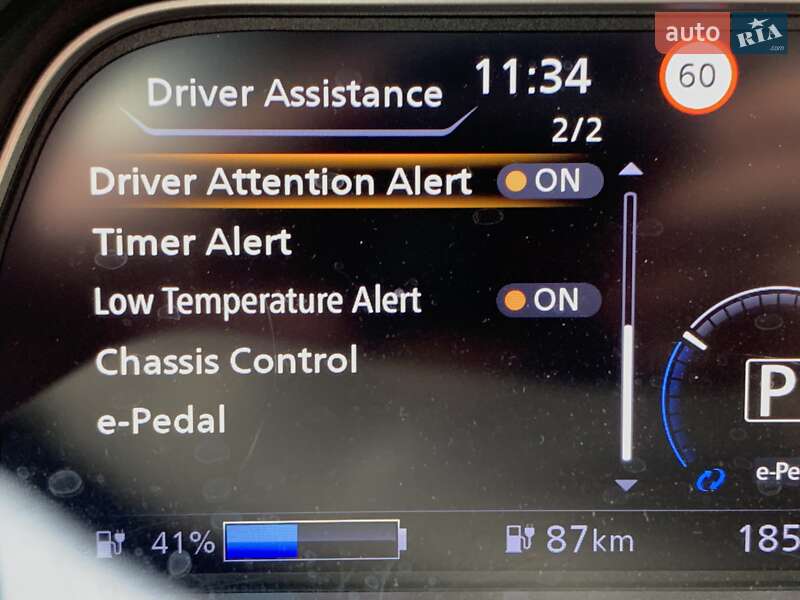 auto RIA .com
Driver Assistance 11:34 60
2/2
Driver Attention Alert ON
Timer Alert
Low Temperature Alert ON
Chassis Control
e-Pedal
P
e-Pe
41% 87km 185